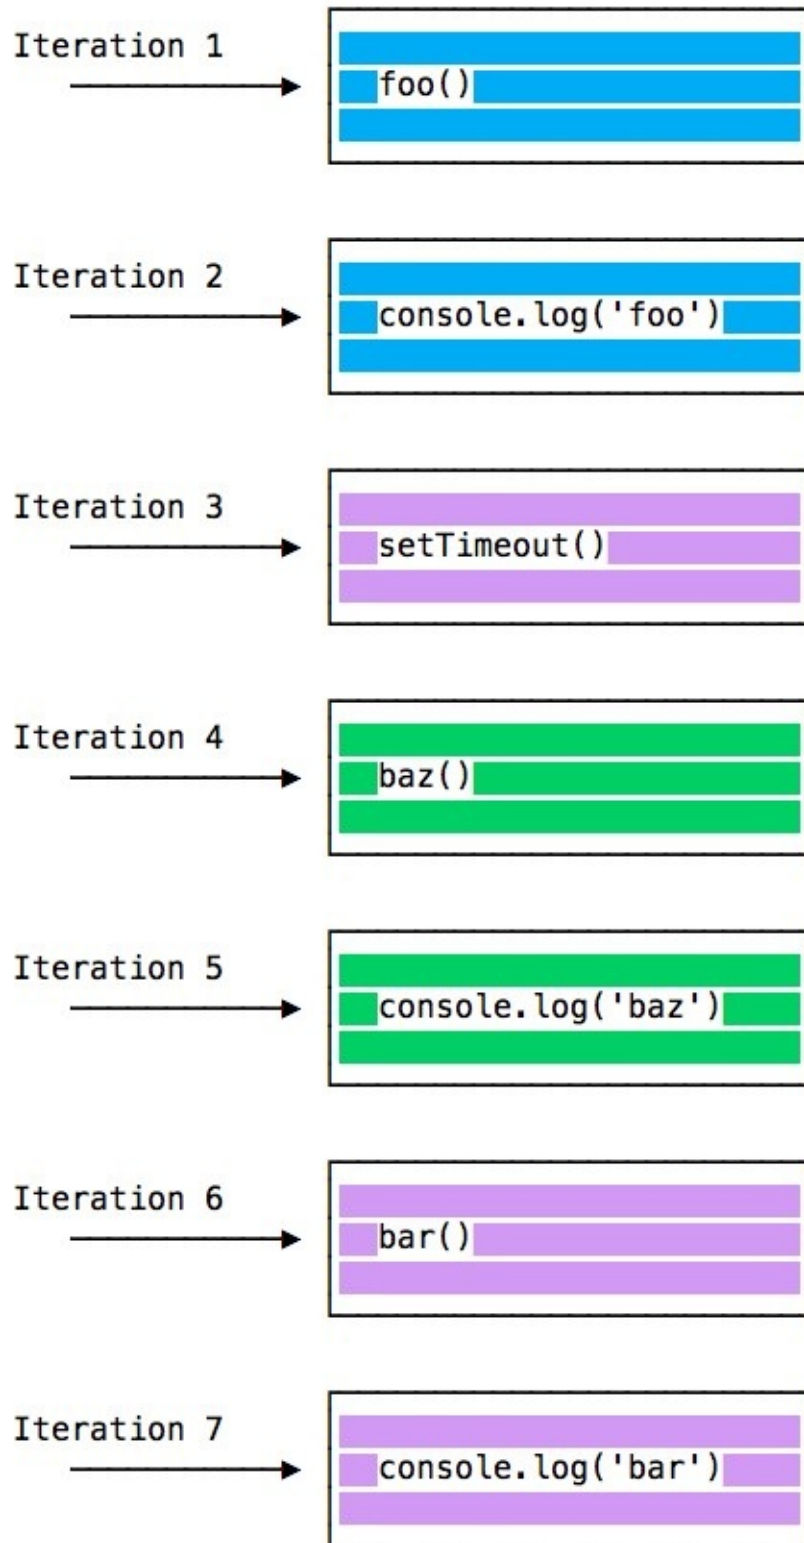 Iteration 1
foo()
Iteration 2
console.log('foo')
Iteration 3
setTimeout()
Iteration 4
baz()
Iteration 5
console.log('baz')
Iteration 6
bar()
Iteration 7
console.log('bar')